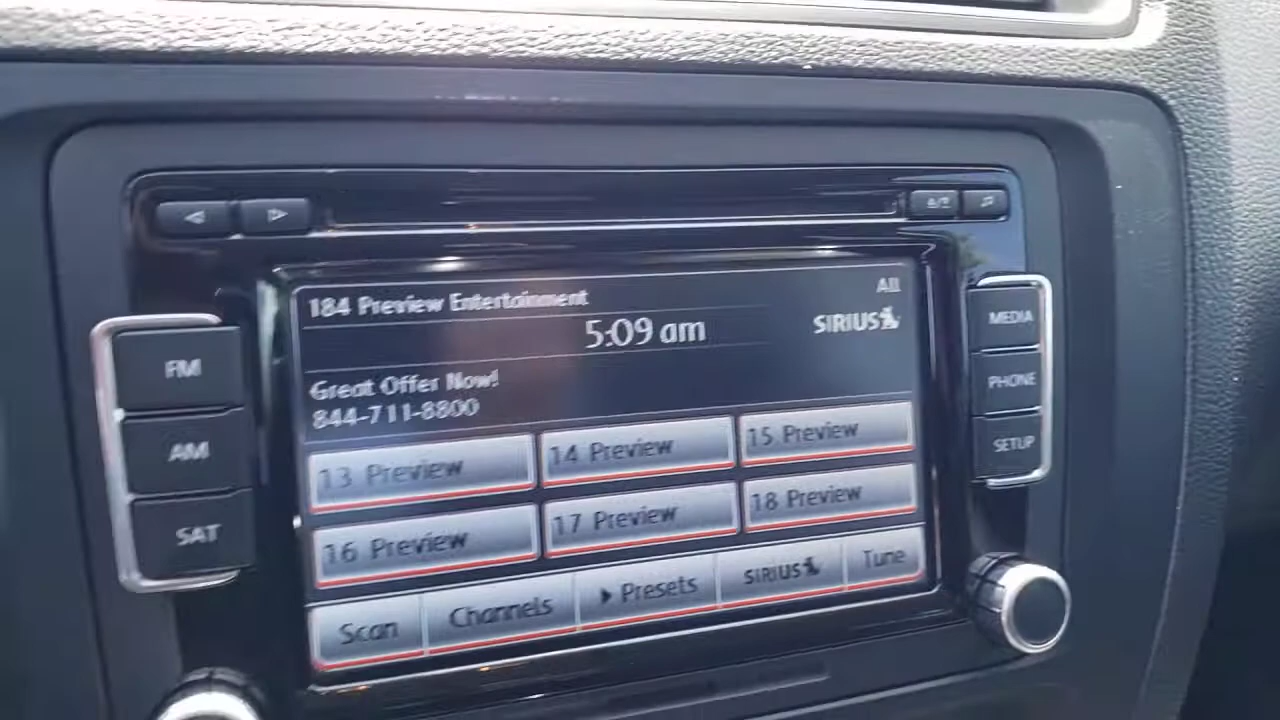 184 Preview Entertainment
All
5:09 am
SIRIUS
Great Offer Now!
844-711-8800
13 Preview
14 Preview
15 Preview
16 Preview
17 Preview
18 Preview
Scan
Channels
Presets
SIRIUS
Tune
FM
AM
SAT
MEDIA
PHONE
SETUP